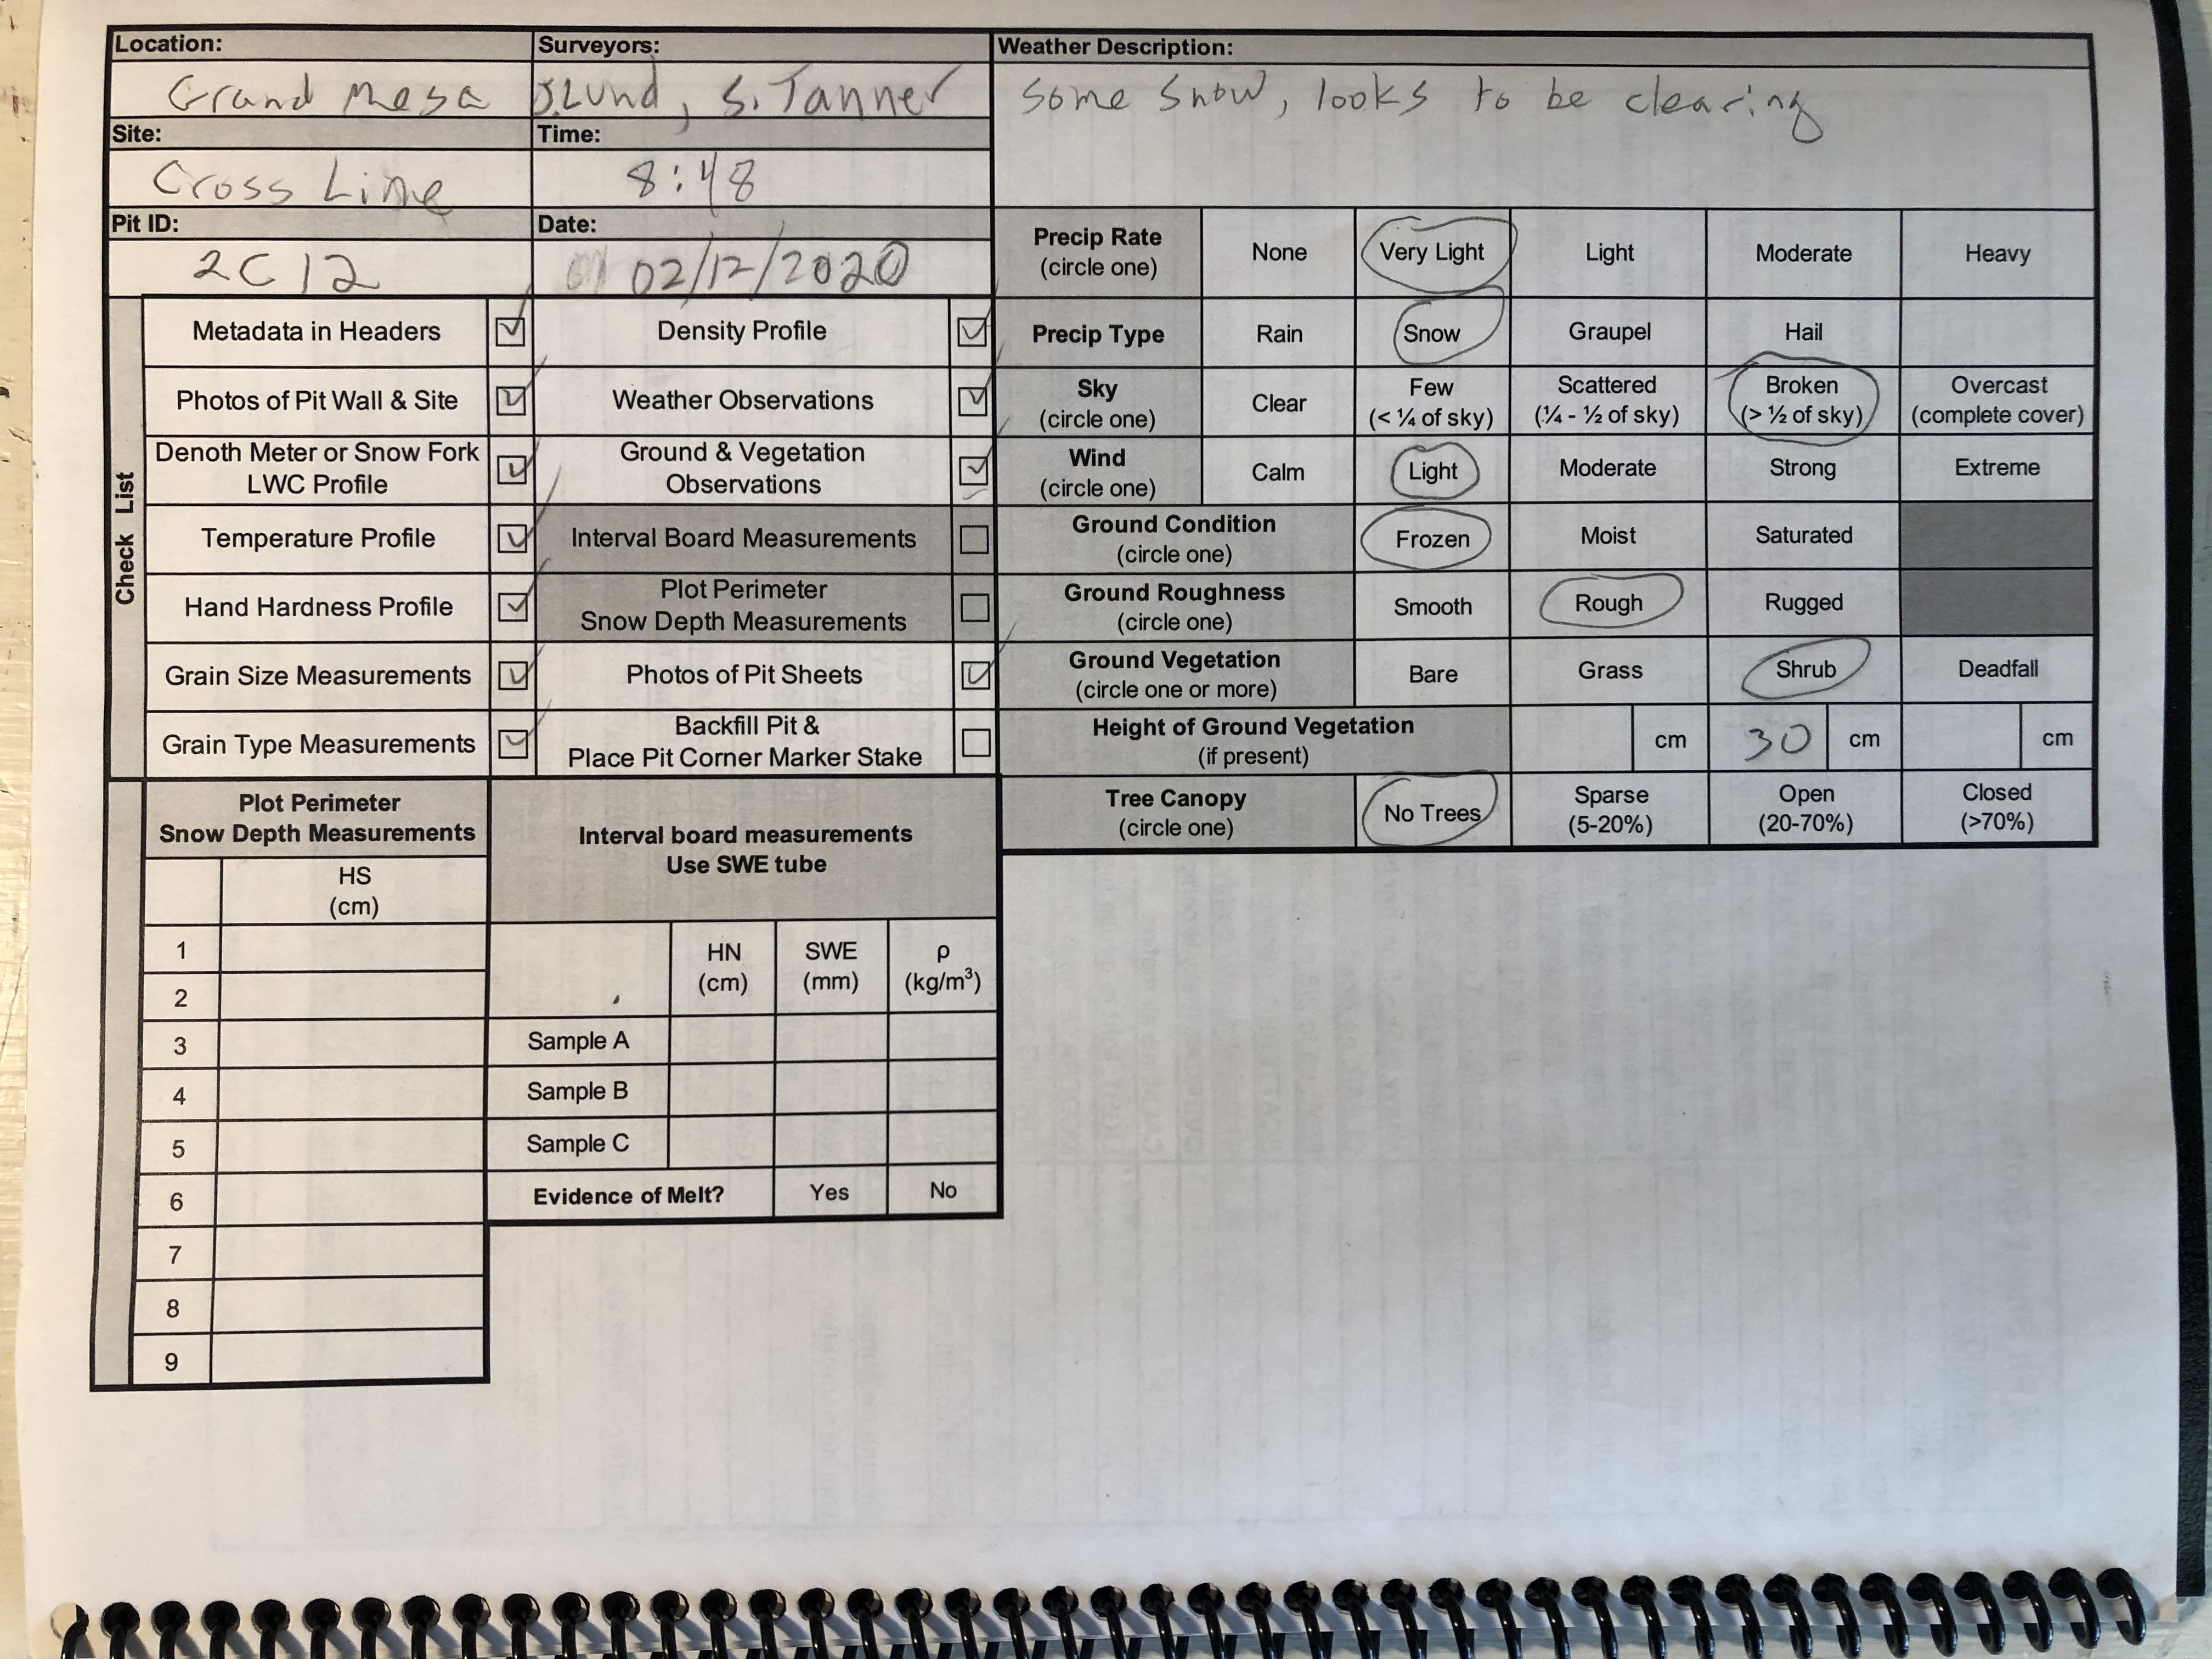 Location: Surveyors: Weather Description:
Grand Mesa J.Lund, S. Tanner some snow, looks to be clearing
Site: Time:
Cross Line 8:48
Pit ID: Date:
2C12 02/12/2020
Precip Rate (circle one) None Very Light Light Moderate Heavy
Precip Type Rain Snow Graupel Hail
Sky (circle one) Clear Few (< ¼ of sky) Scattered (¼ - ½ of sky) Broken (> ½ of sky) Overcast (complete cover)
Wind (circle one) Calm Light Moderate Strong Extreme
Ground Condition (circle one) Frozen Moist Saturated
Ground Roughness (circle one) Smooth Rough Rugged
Ground Vegetation (circle one or more) Bare Grass Shrub Deadfall
Height of Ground Vegetation (if present) cm 30 cm cm
Tree Canopy (circle one) No Trees Sparse (5-20%) Open (20-70%) Closed (>70%)
Check List
Metadata in Headers Density Profile
Photos of Pit Wall & Site Weather Observations
Denoth Meter or Snow Fork LWC Profile Ground & Vegetation Observations
Temperature Profile Interval Board Measurements
Hand Hardness Profile Plot Perimeter Snow Depth Measurements
Grain Size Measurements Photos of Pit Sheets
Grain Type Measurements Backfill Pit & Place Pit Corner Marker Stake
Plot Perimeter
Snow Depth Measurements
HS
(cm)
1
2
3
4
5
6
7
8
9
Interval board measurements
Use SWE tube
HN (cm) SWE (mm) ρ (kg/m³)
Sample A
Sample B
Sample C
Evidence of Melt? Yes No